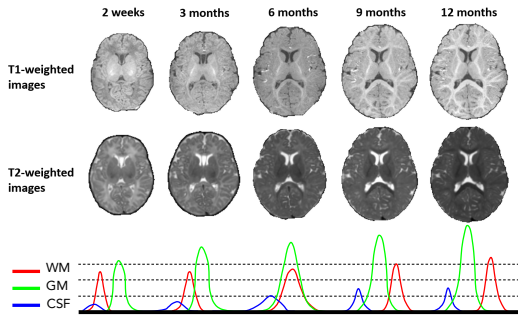 2 weeks 3 months 6 months 9 months 12 months
T1-weighted
images
T2-weighted
images
WM
GM
CSF